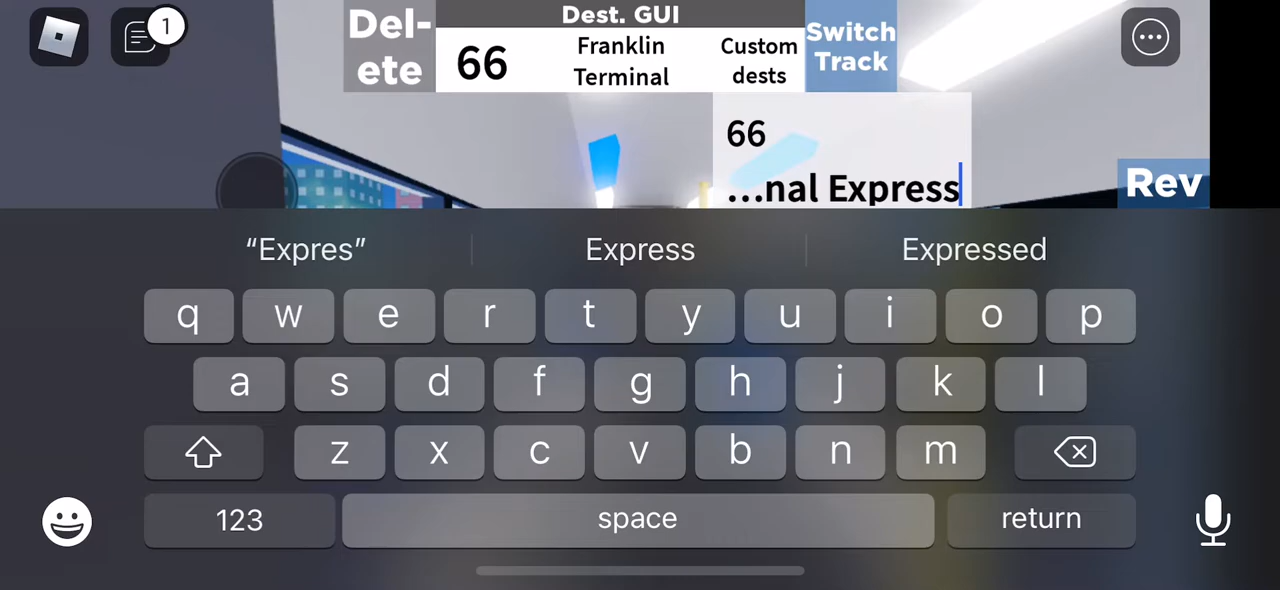 1
Dest. GUI
Del-
ete
66
Franklin
Terminal
Custom
dests
Switch
Track
66
...nal Express
Rev
“Expres”
Express
Expressed
q w e r t y u i o p
a s d f g h j k l
z x c v b n m
123
space
return